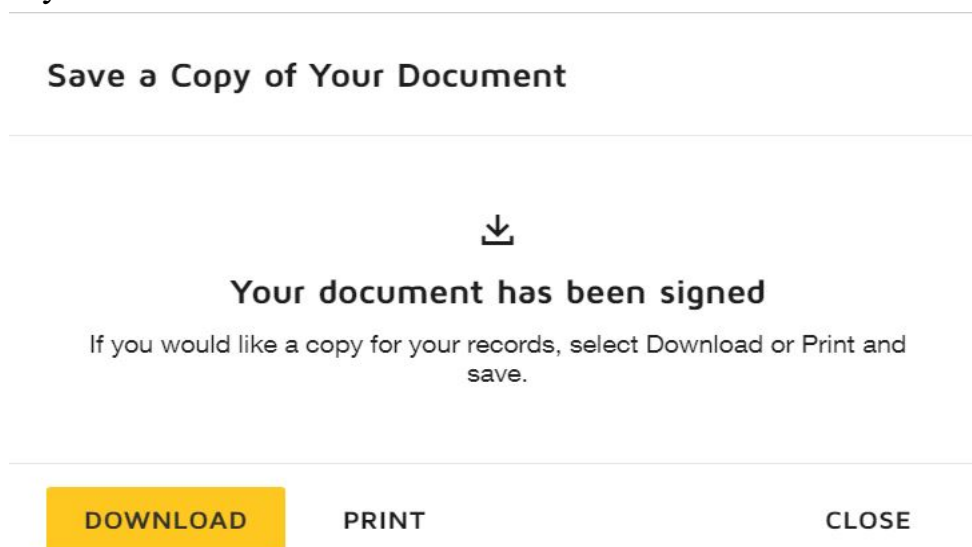 Save a Copy of Your Document
Your document has been signed
If you would like a copy for your records, select Download or Print and
save.
DOWNLOAD PRINT CLOSE